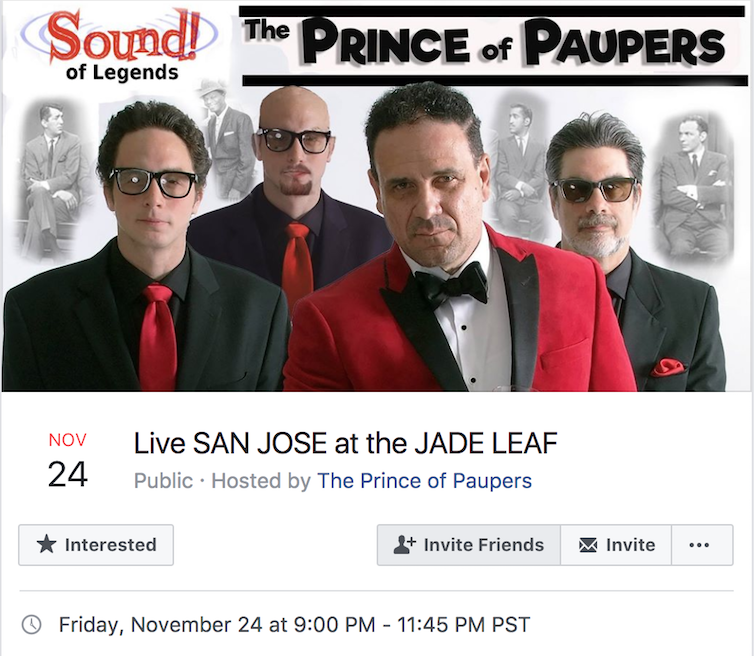 Sound!
of Legends
The PRINCE of PAUPERS
NOV
24
Live SAN JOSE at the JADE LEAF
Public · Hosted by The Prince of Paupers
★ Interested
Invite Friends
Invite
•••
Friday, November 24 at 9:00 PM - 11:45 PM PST